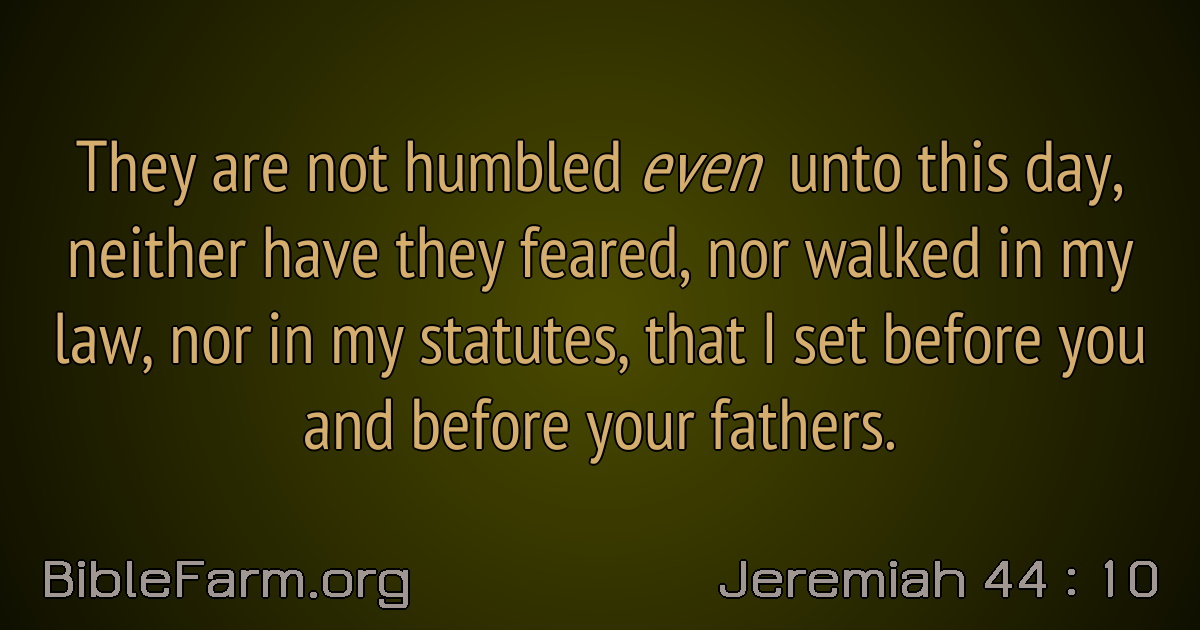 They are not humbled even unto this day,
neither have they feared, nor walked in my
law, nor in my statutes, that I set before you
and before your fathers.
BibleFarm.org
Jeremiah 44 : 10